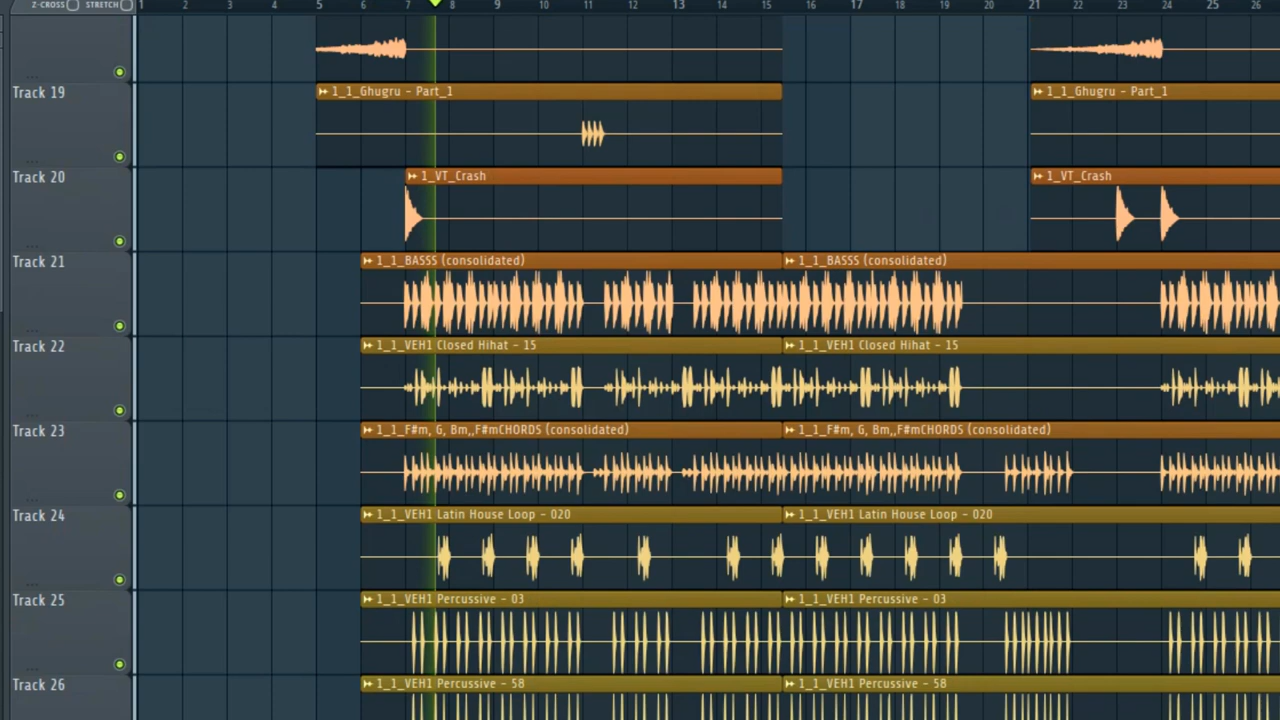 Z-CROSS STRETCH 1 2 3 4 5 6 7 8 9 10 11 12 13 14 15 16 17 18 19 20 21 22 23 24 25 26
Track 19
1_1_Ghugru - Part_1 1_1_Ghugru - Part_1
Track 20
1_VT_Crash 1_VT_Crash
Track 21
1_1_BASSS (consolidated) 1_1_BASSS (consolidated)
Track 22
1_1_VEH1 Closed Hihat - 15 1_1_VEH1 Closed Hihat - 15
Track 23
1_1_F#m, G, Bm,,F#mCHORDS (consolidated) 1_1_F#m, G, Bm,,F#mCHORDS (consolidated)
Track 24
1_1_VEH1 Latin House Loop - 020 1_1_VEH1 Latin House Loop - 020
Track 25
1_1_VEH1 Percussive - 03 1_1_VEH1 Percussive - 03
Track 26
1_1_VEH1 Percussive - 58 1_1_VEH1 Percussive - 58